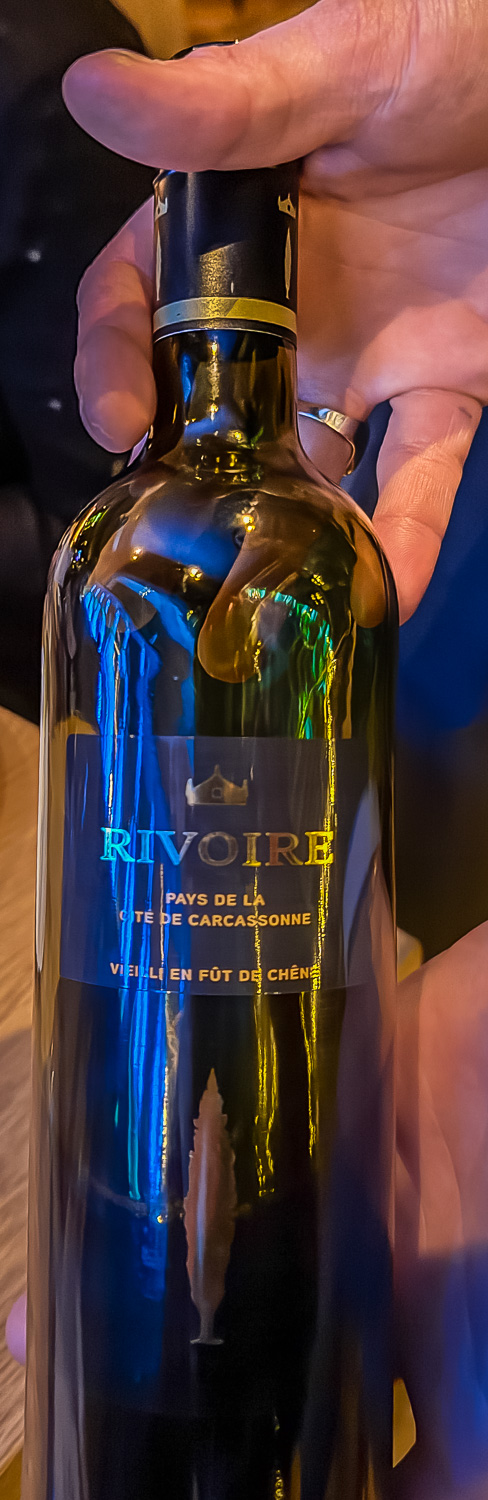 RIVOIRE
PAYS DE LA
CITÉ DE CARCASSONNE
VIEILLI EN FÛT DE CHÊNE